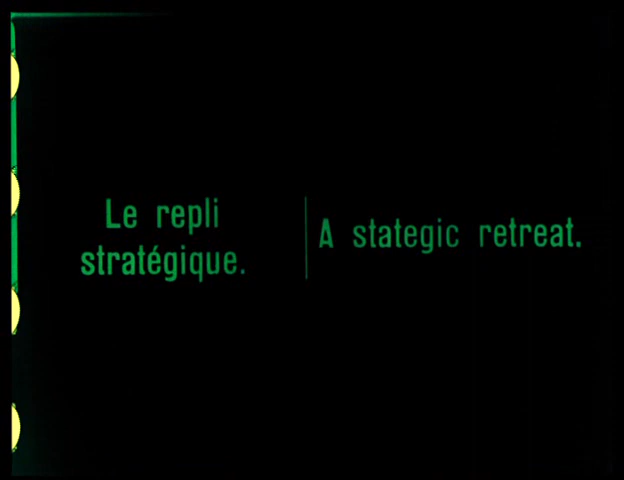 Le repli
stratégique.
A stategic retreat.